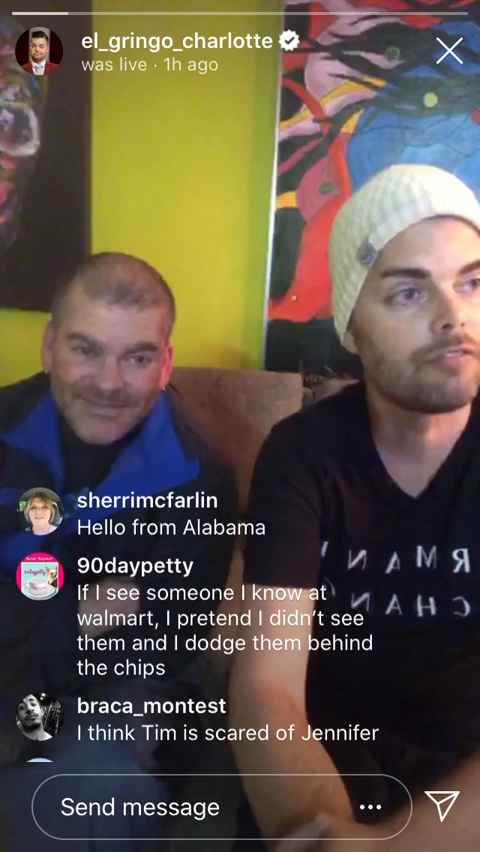 el_gringo_charlotte
was live · 1h ago
sherrimcfarlin
Hello from Alabama
90daypetty
If I see someone I know at
walmart, I pretend I didn't see
them and I dodge them behind
the chips
braca_montest
I think Tim is scared of Jennifer
Send message